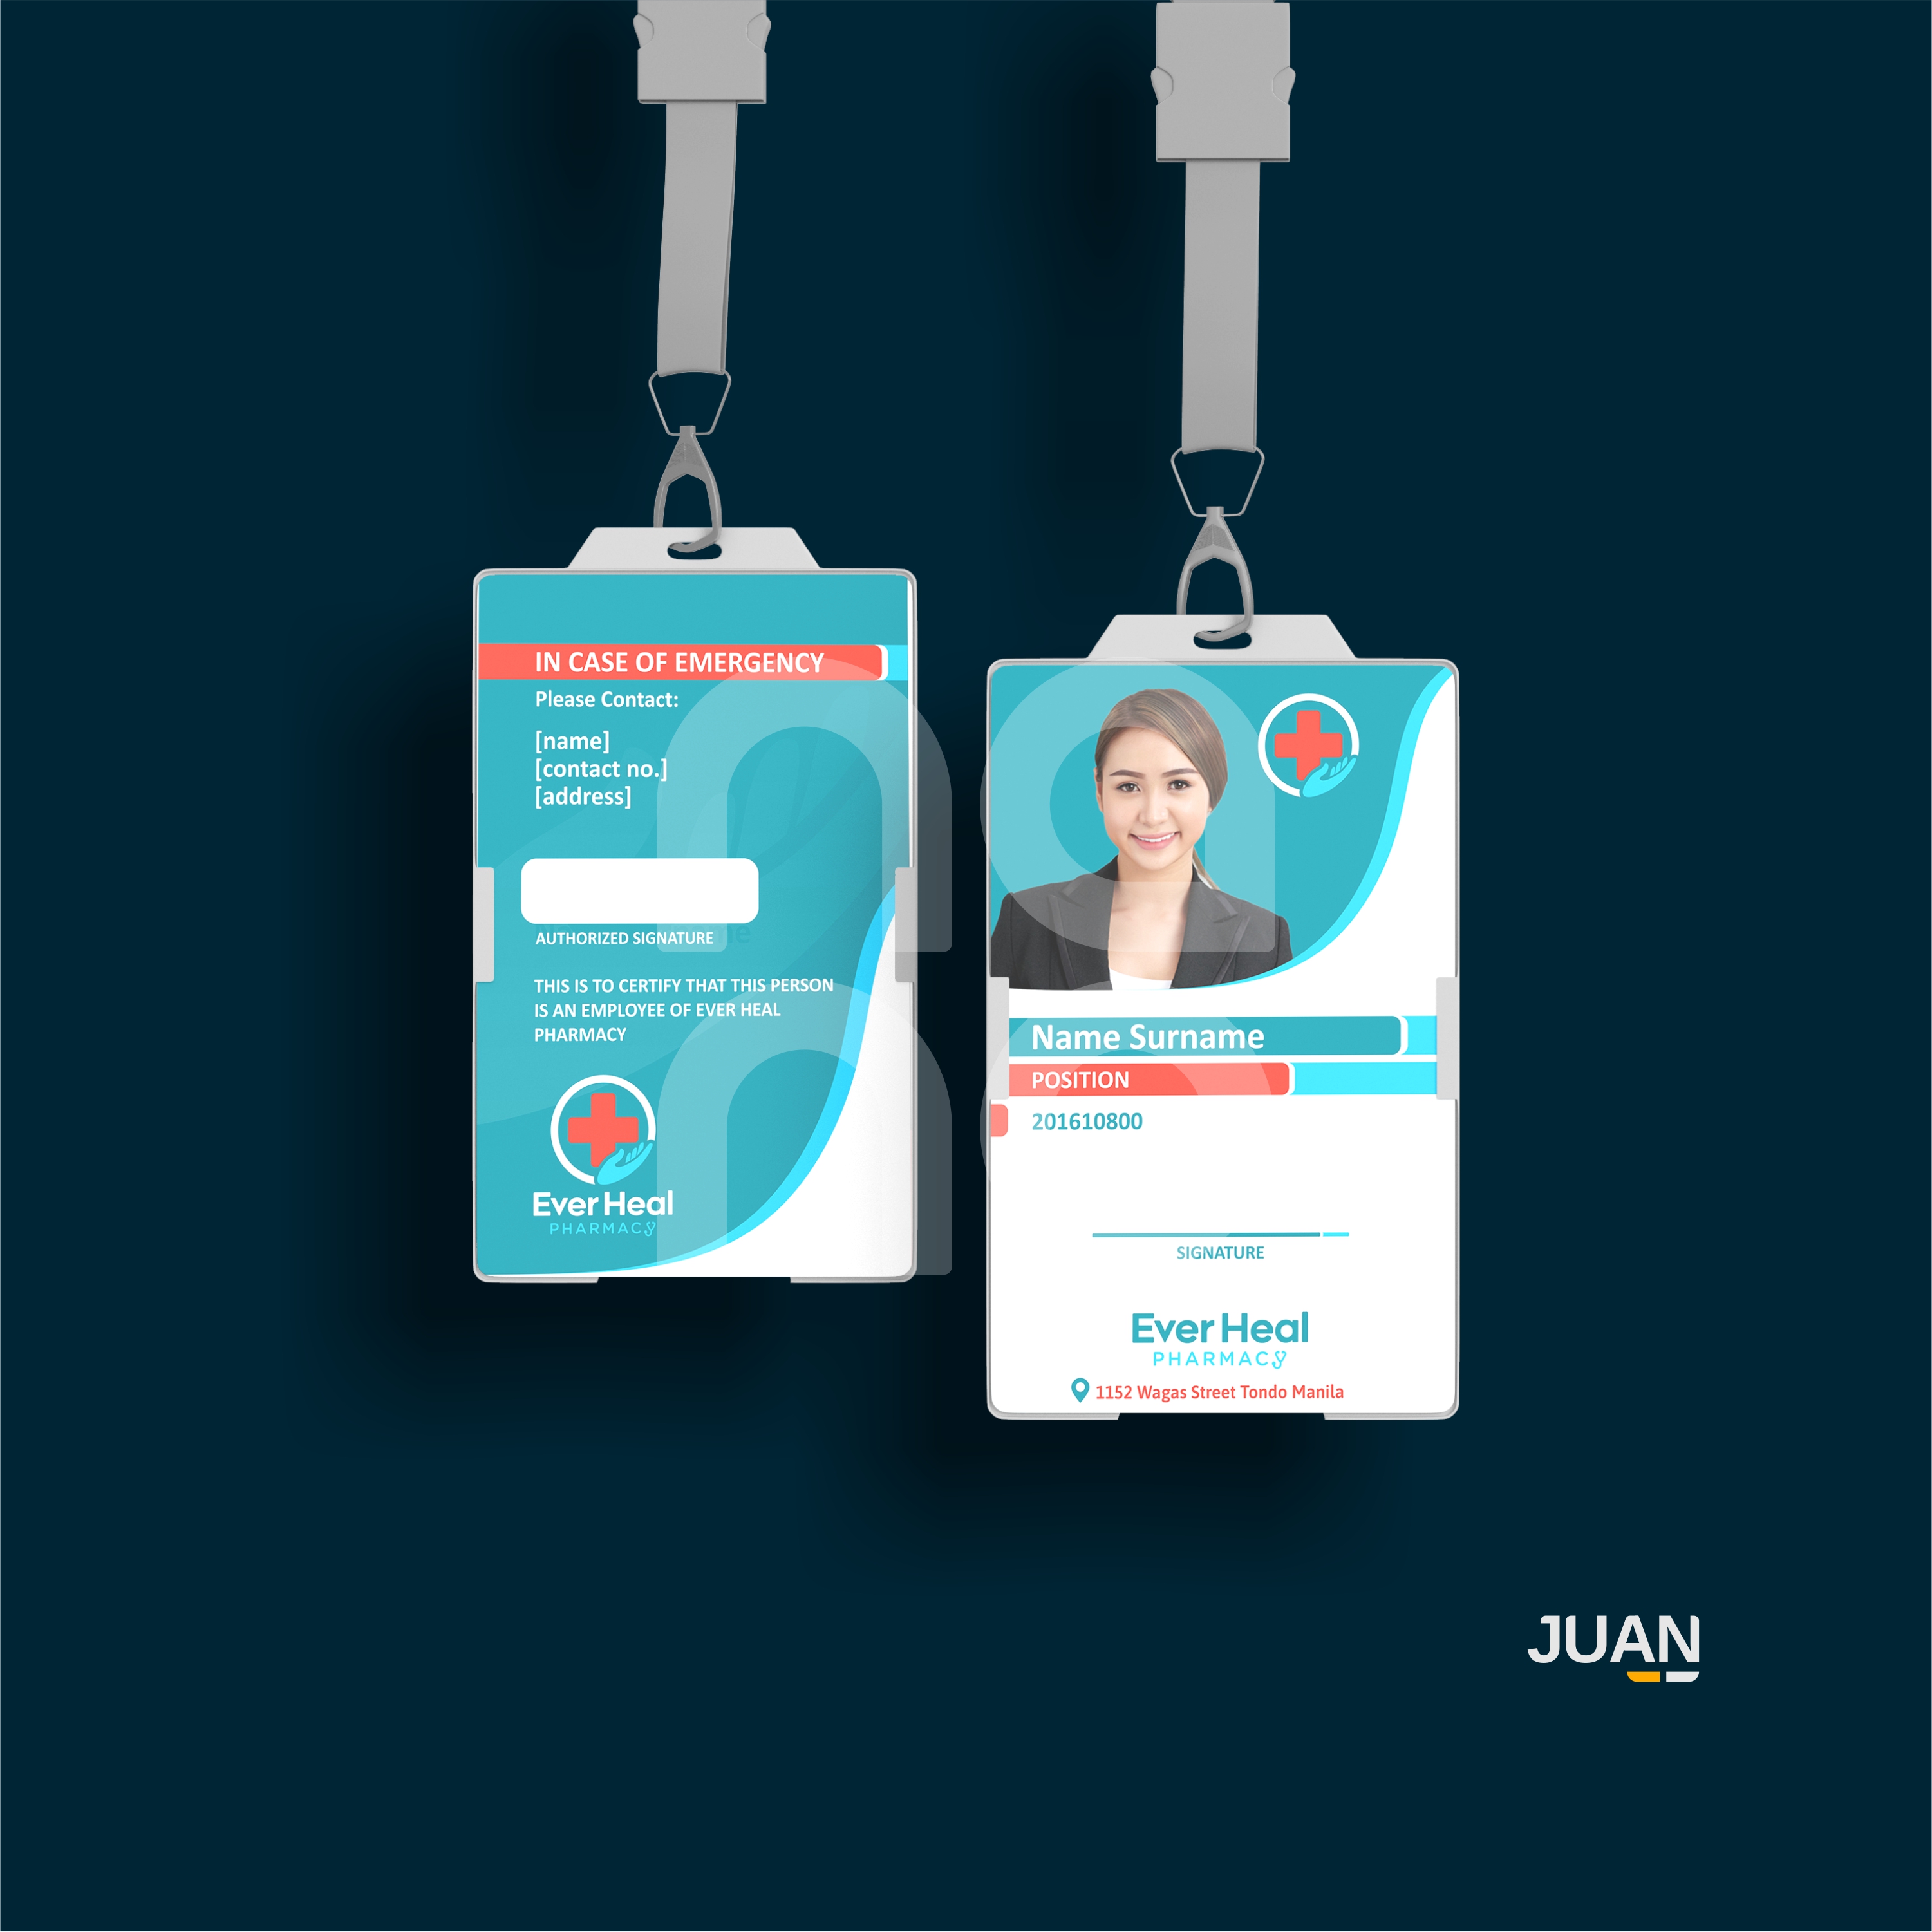 IN CASE OF EMERGENCY
Please Contact:
[name]
[contact no.]
[address]
AUTHORIZED SIGNATURE
THIS IS TO CERTIFY THAT THIS PERSON
IS AN EMPLOYEE OF EVER HEAL
PHARMACY
Ever Heal
PHARMACY
Name Surname
POSITION
201610800
SIGNATURE
Ever Heal
PHARMACY
1152 Wagas Street Tondo Manila
JUAN